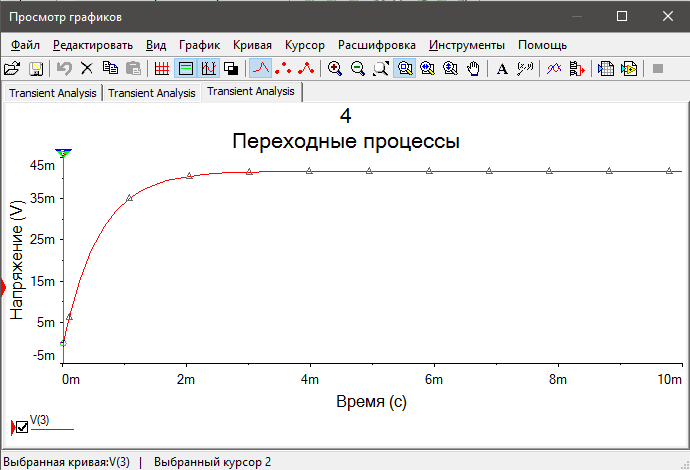 Просмотр графиков
Файл Редактировать Вид График Кривая Курсор Расшифровка Инструменты Помощь
Transient Analysis Transient Analysis Transient Analysis
4
Переходные процессы
Напряжение (V)
45m
35m
25m
15m
5m
-5m
0m 2m 4m 6m 8m 10m
Время (с)
V(3)
Выбранная кривая:V(3) | Выбранный курсор 2